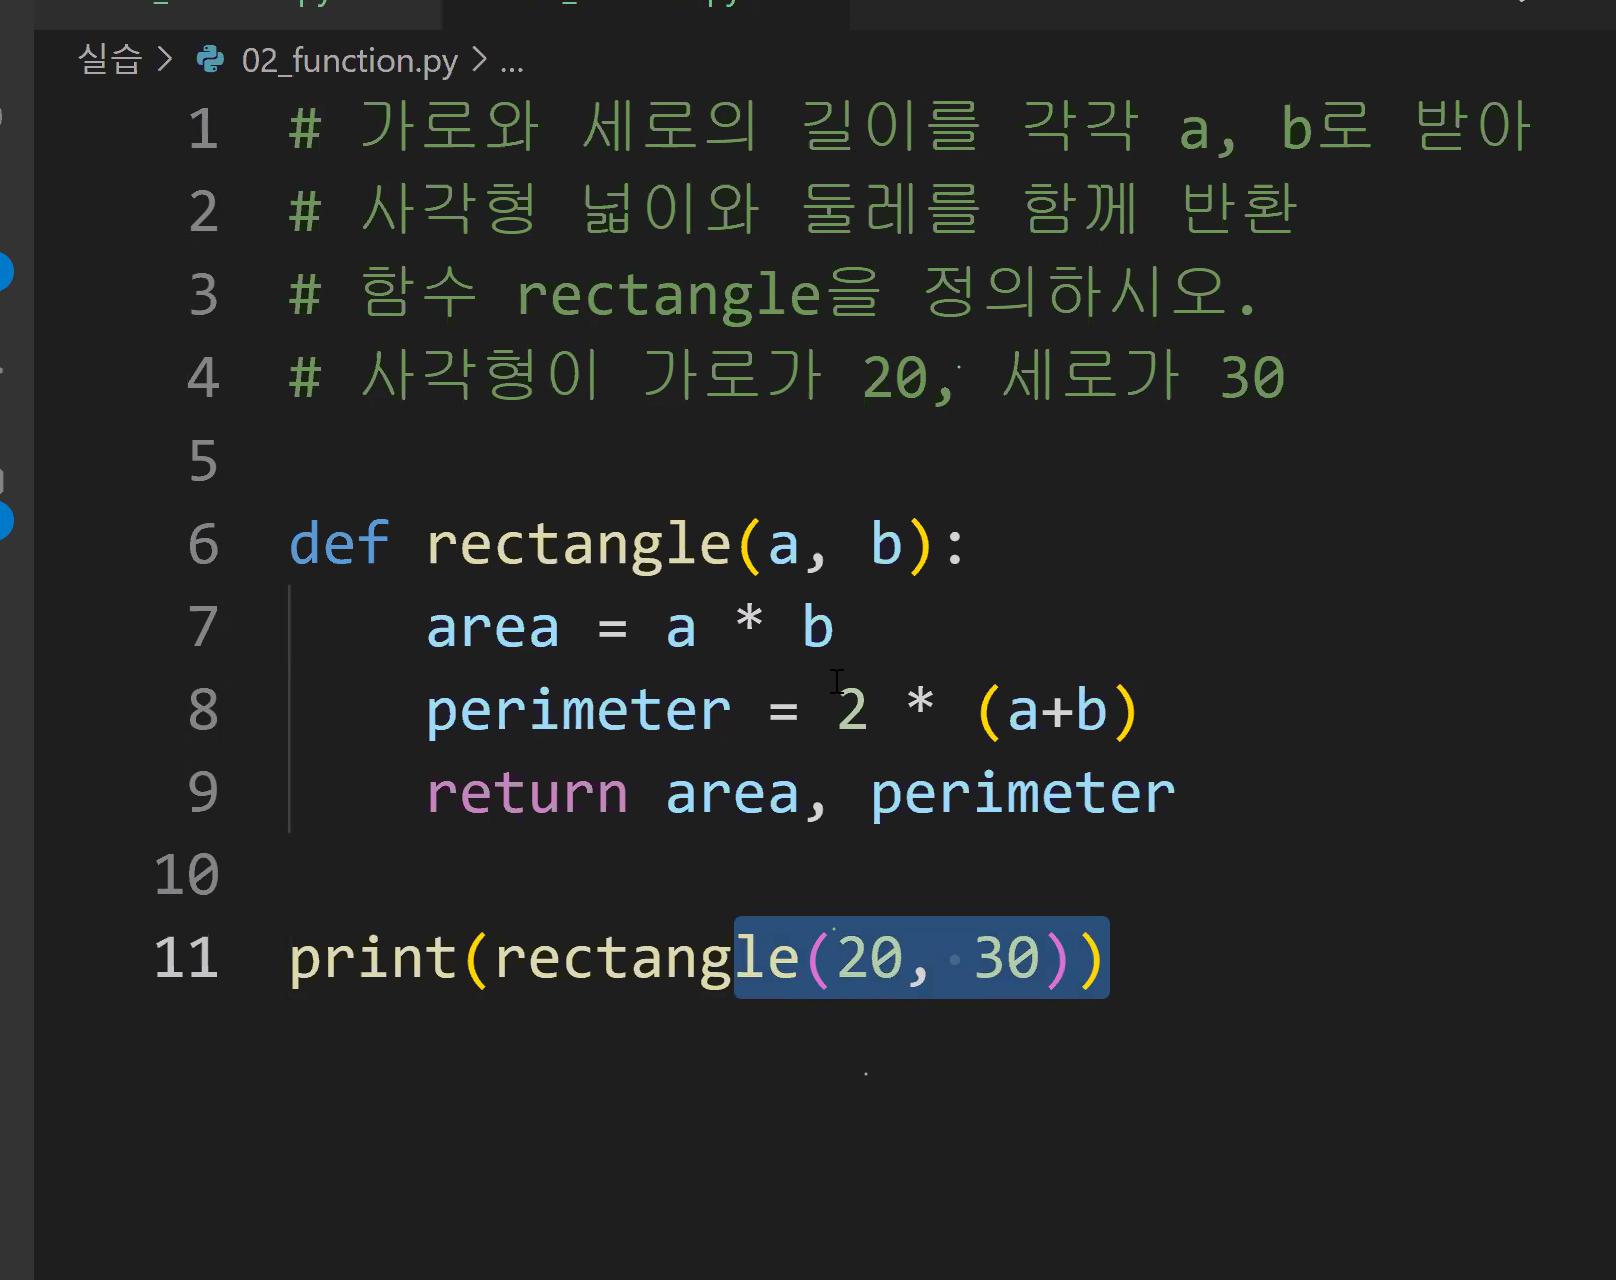 실습 > 02_function.py > ...
1 # 가로와 세로의 길이를 각각 a, b로 받아
2 # 사각형 넓이와 둘레를 함께 반환
3 # 함수 rectangle을 정의하시오.
4 # 사각형이 가로가 20, 세로가 30
5
6 def rectangle(a, b):
7 area = a * b
8 perimeter = 2 * (a+b)
9 return area, perimeter
10
11 print(rectangle(20, 30))